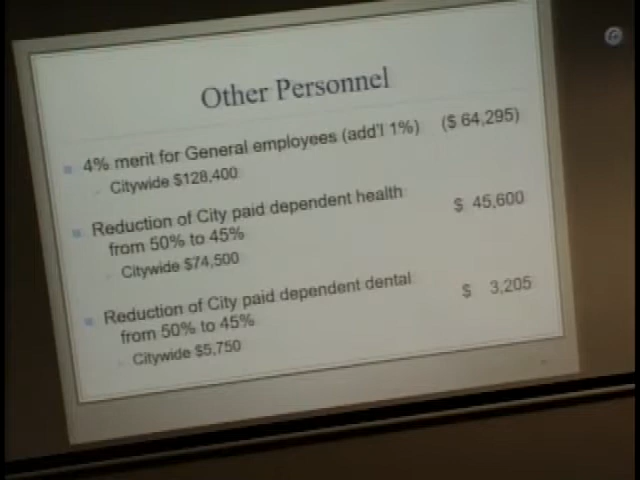 Other Personnel
4% merit for General employees (add'l 1%) ($ 64,295)
Citywide $128,400
Reduction of City paid dependent health
from 50% to 45% $ 45,600
Citywide $74,500
Reduction of City paid dependent dental
from 50% to 45% $ 3,205
Citywide $5,750